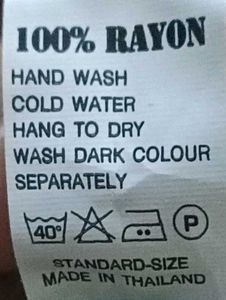 100% RAYON
HAND WASH
COLD WATER
HANG TO DRY
WASH DARK COLOUR
SEPARATELY
40° P
STANDARD-SIZE
MADE IN THAILAND